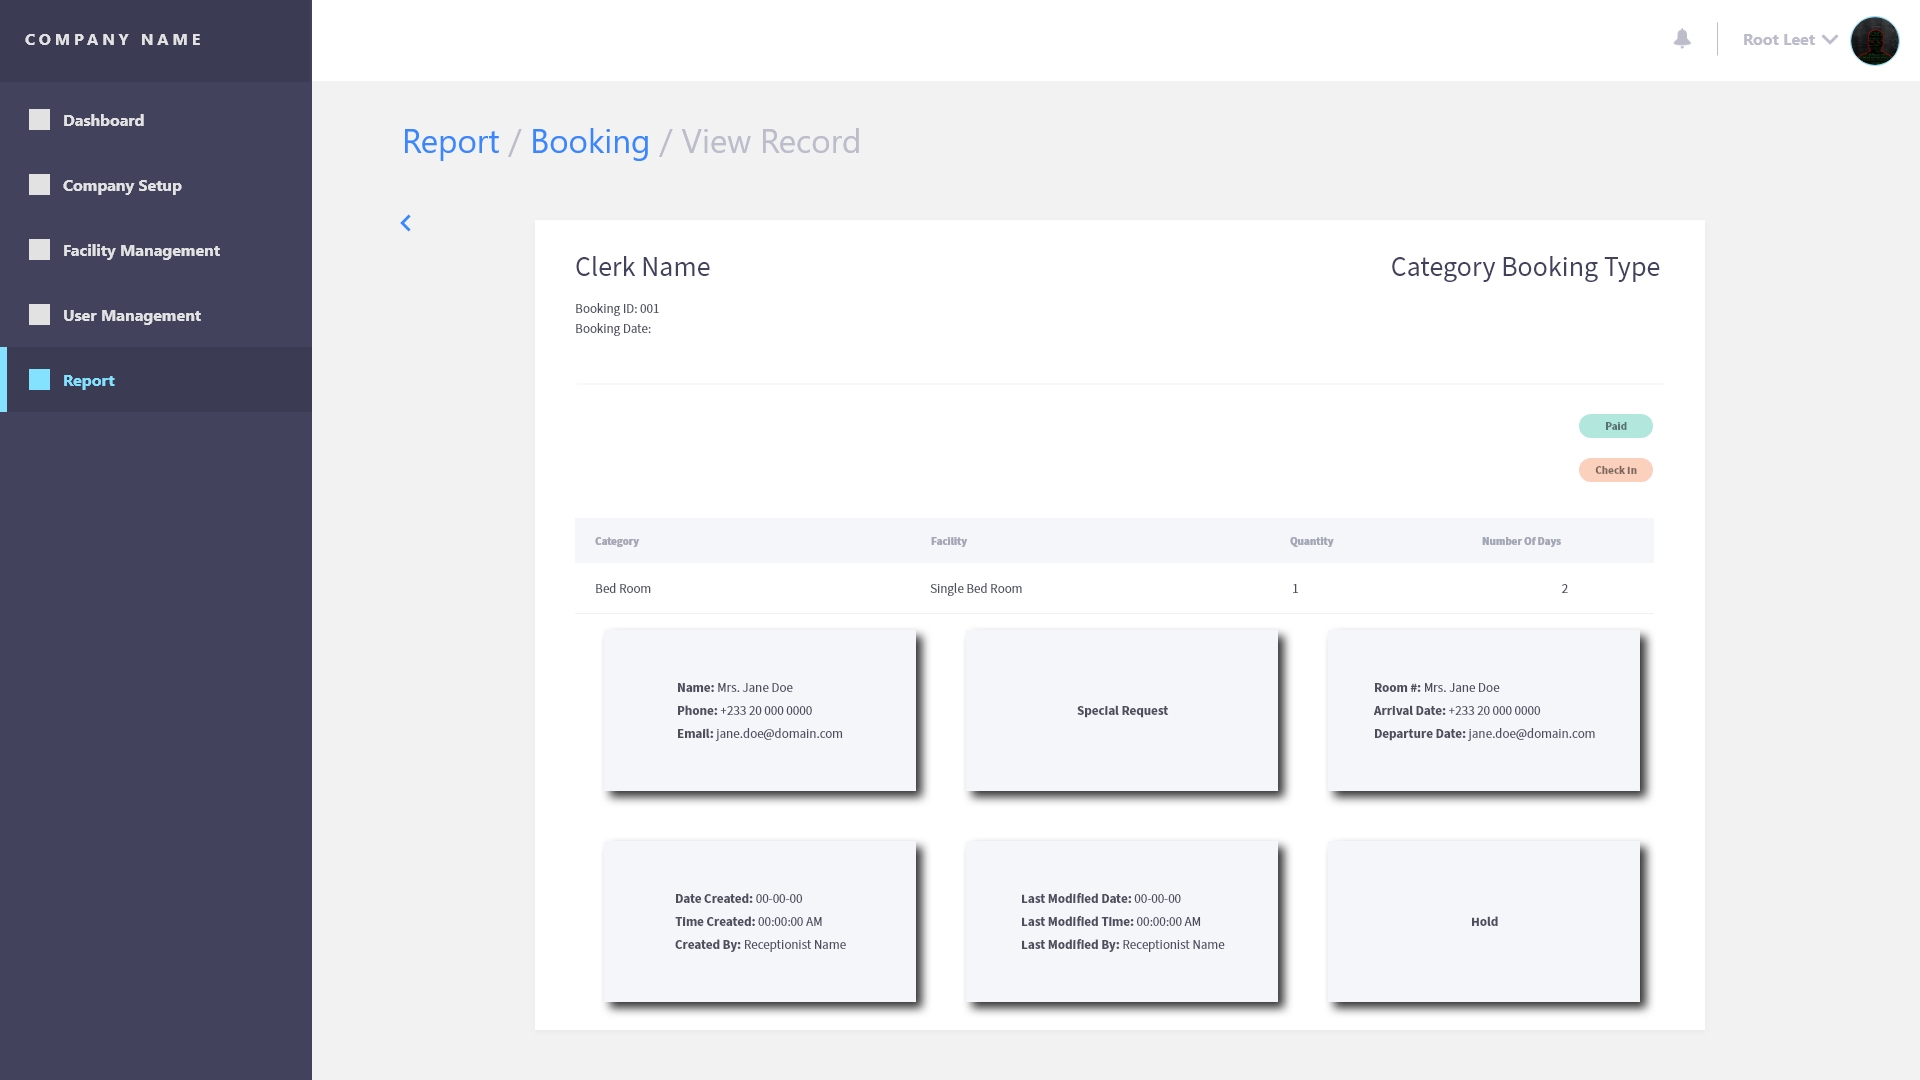 COMPANY NAME
Root Leet
Dashboard
Company Setup
Facility Management
User Management
Report
Report / Booking / View Record
Clerk Name
Category Booking Type
Booking ID: 001
Booking Date:
Paid
Check In
Category Facility Quantity Number Of Days
Bed Room Single Bed Room 1 2
Name: Mrs. Jane Doe
Phone: +233 20 000 0000
Email: jane.doe@domain.com
Special Request
Room #: Mrs. Jane Doe
Arrival Date: +233 20 000 0000
Departure Date: jane.doe@domain.com
Date Created: 00-00-00
Time Created: 00:00:00 AM
Created By: Receptionist Name
Last Modified Date: 00-00-00
Last Modified Time: 00:00:00 AM
Last Modified By: Receptionist Name
Hold